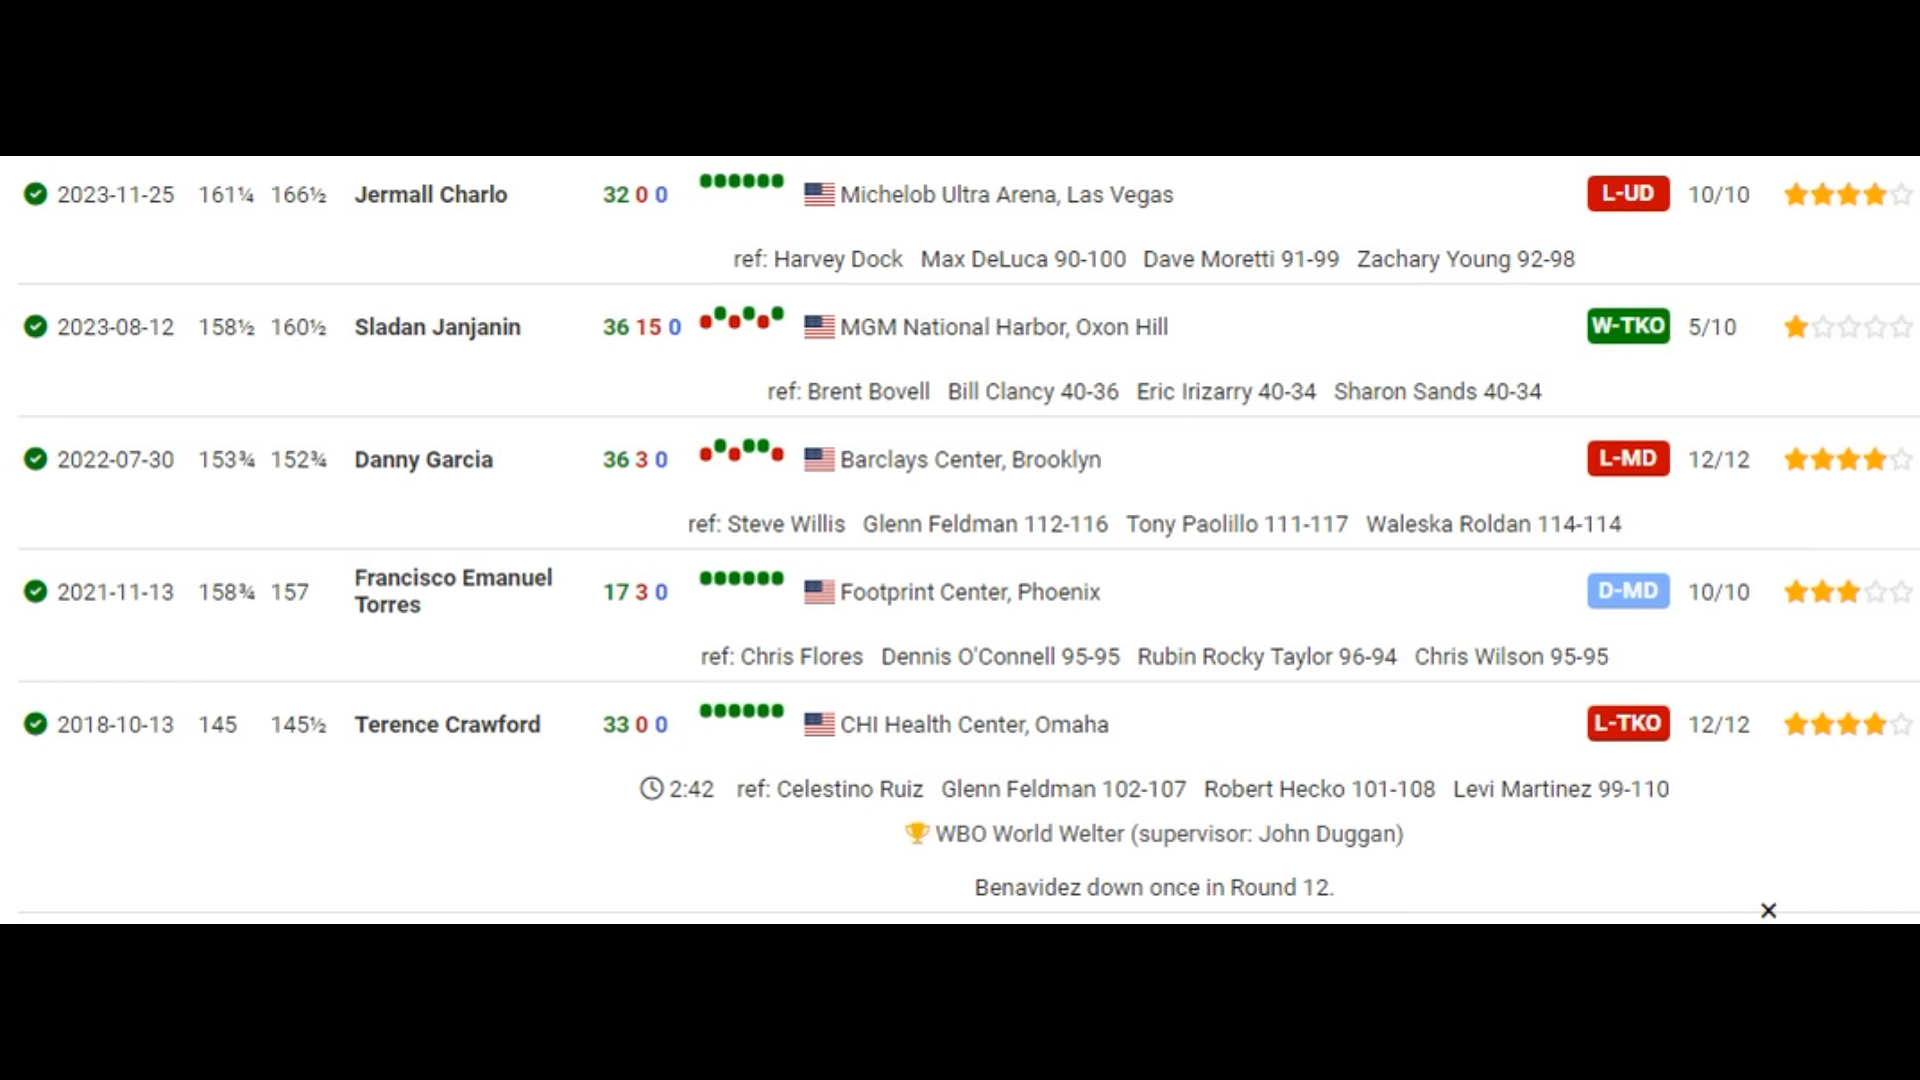 2023-11-25 161¼ 166½ Jermall Charlo 32 0 0 Michelob Ultra Arena, Las Vegas L-UD 10/10
ref: Harvey Dock Max DeLuca 90-100 Dave Moretti 91-99 Zachary Young 92-98
2023-08-12 158½ 160½ Sladan Janjanin 36 15 0 MGM National Harbor, Oxon Hill W-TKO 5/10
ref: Brent Bovell Bill Clancy 40-36 Eric Irizarry 40-34 Sharon Sands 40-34
2022-07-30 153¾ 152¾ Danny Garcia 36 3 0 Barclays Center, Brooklyn L-MD 12/12
ref: Steve Willis Glenn Feldman 112-116 Tony Paolillo 111-117 Waleska Roldan 114-114
2021-11-13 158¾ 157 Francisco Emanuel Torres 17 3 0 Footprint Center, Phoenix D-MD 10/10
ref: Chris Flores Dennis O'Connell 95-95 Rubin Rocky Taylor 96-94 Chris Wilson 95-95
2018-10-13 145 145½ Terence Crawford 33 0 0 CHI Health Center, Omaha L-TKO 12/12
2:42 ref: Celestino Ruiz Glenn Feldman 102-107 Robert Hecko 101-108 Levi Martinez 99-110
WBO World Welter (supervisor: John Duggan)
Benavidez down once in Round 12.